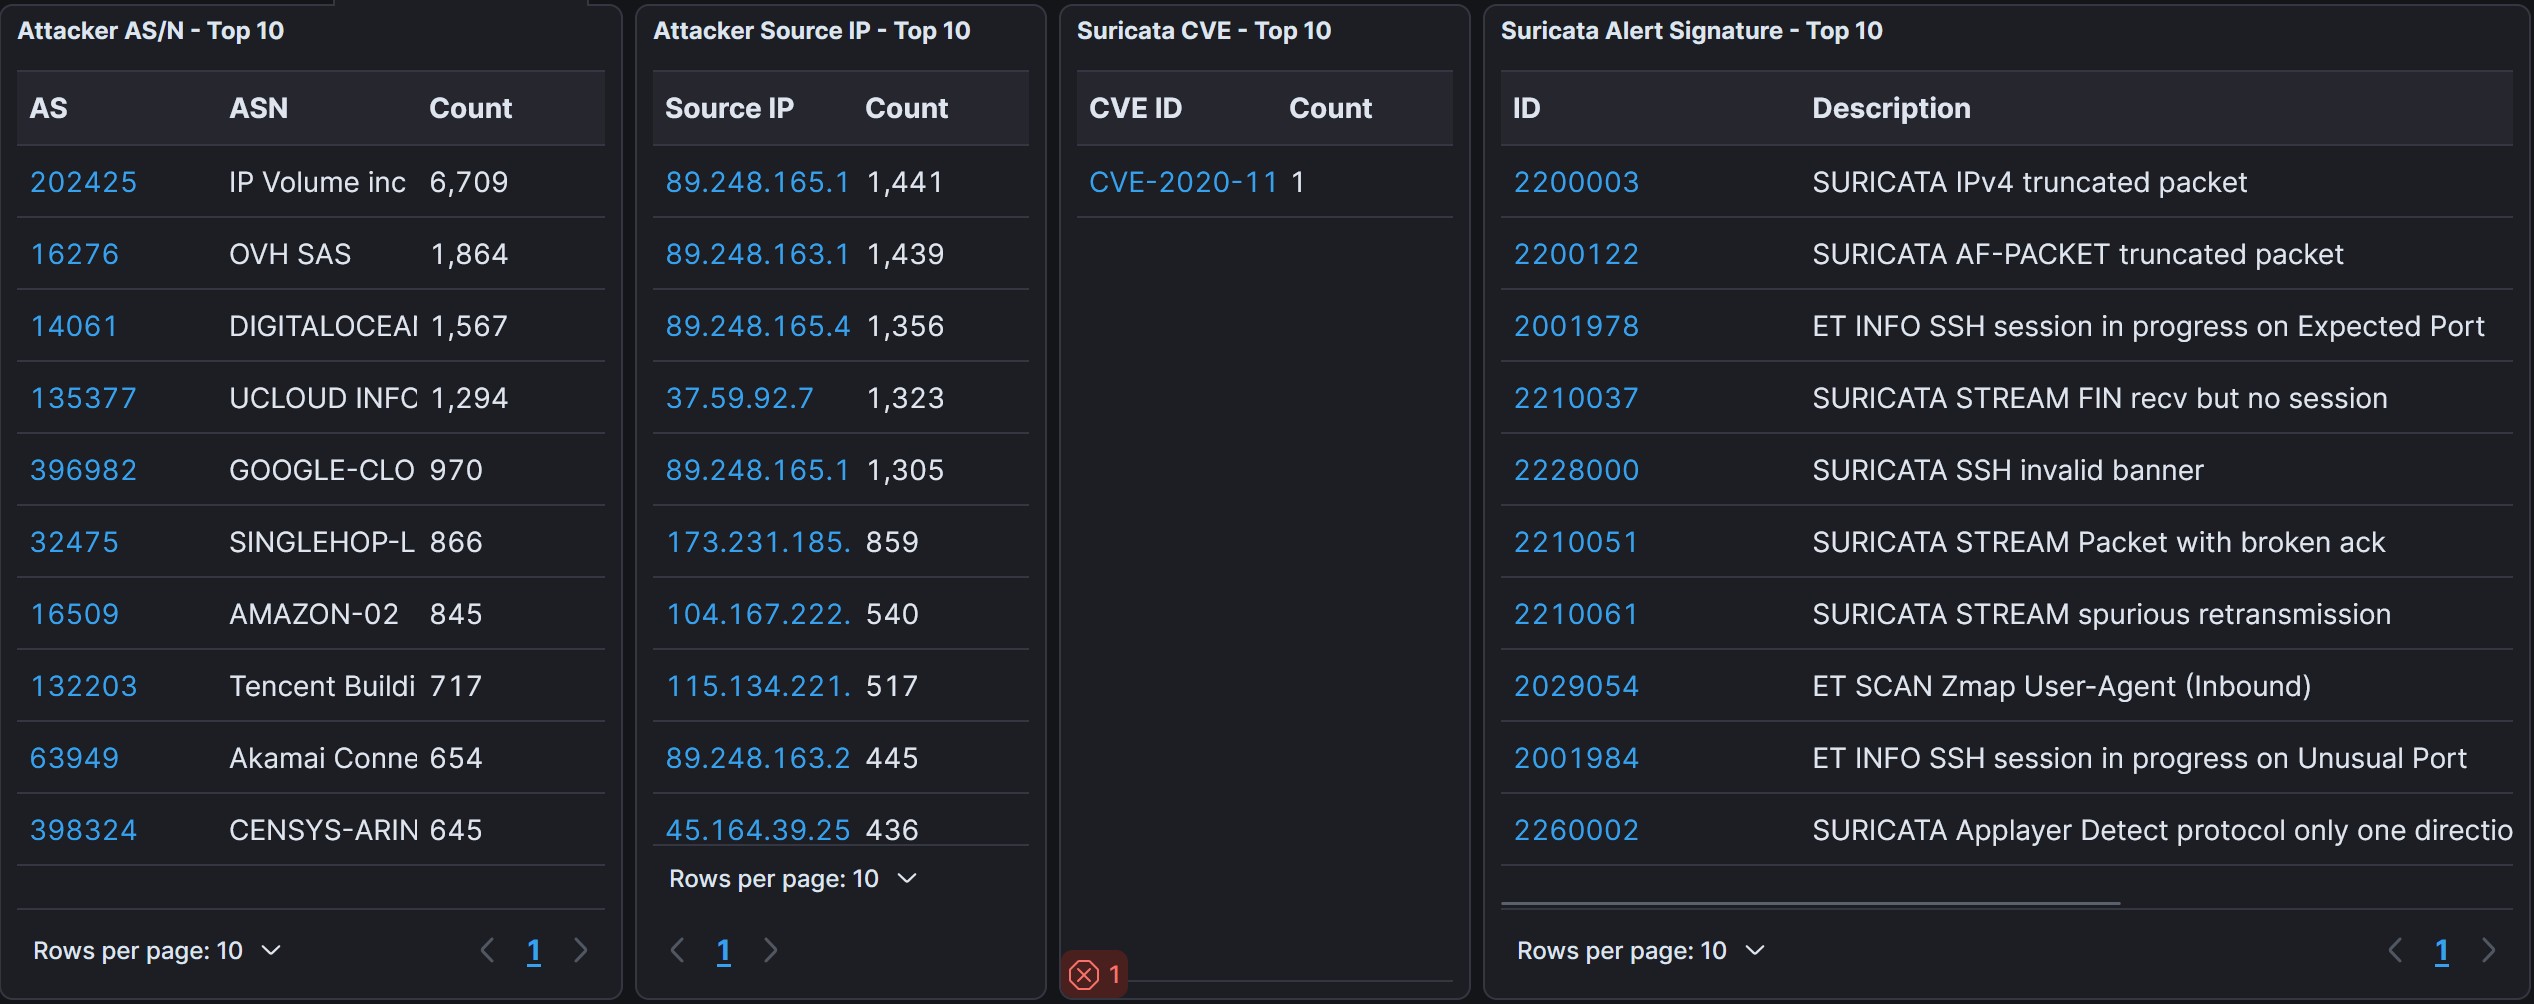 Attacker AS/N - Top 10
AS ASN Count
202425 IP Volume inc 6,709
16276 OVH SAS 1,864
14061 DIGITALOCEAI 1,567
135377 UCLOUD INFC 1,294
396982 GOOGLE-CLO 970
32475 SINGLEHOP-L 866
16509 AMAZON-02 845
132203 Tencent Buildi 717
63949 Akamai Conne 654
398324 CENSYS-ARIN 645
Rows per page: 10
1
Attacker Source IP - Top 10
Source IP Count
89.248.165.1 1,441
89.248.163.1 1,439
89.248.165.4 1,356
37.59.92.7 1,323
89.248.165.1 1,305
173.231.185. 859
104.167.222. 540
115.134.221. 517
89.248.163.2 445
45.164.39.25 436
Rows per page: 10
1
Suricata CVE - Top 10
CVE ID Count
CVE-2020-11 1
1
Suricata Alert Signature - Top 10
ID Description
2200003 SURICATA IPv4 truncated packet
2200122 SURICATA AF-PACKET truncated packet
2001978 ET INFO SSH session in progress on Expected Port
2210037 SURICATA STREAM FIN recv but no session
2228000 SURICATA SSH invalid banner
2210051 SURICATA STREAM Packet with broken ack
2210061 SURICATA STREAM spurious retransmission
2029054 ET SCAN Zmap User-Agent (Inbound)
2001984 ET INFO SSH session in progress on Unusual Port
2260002 SURICATA Applayer Detect protocol only one directio
Rows per page: 10
1